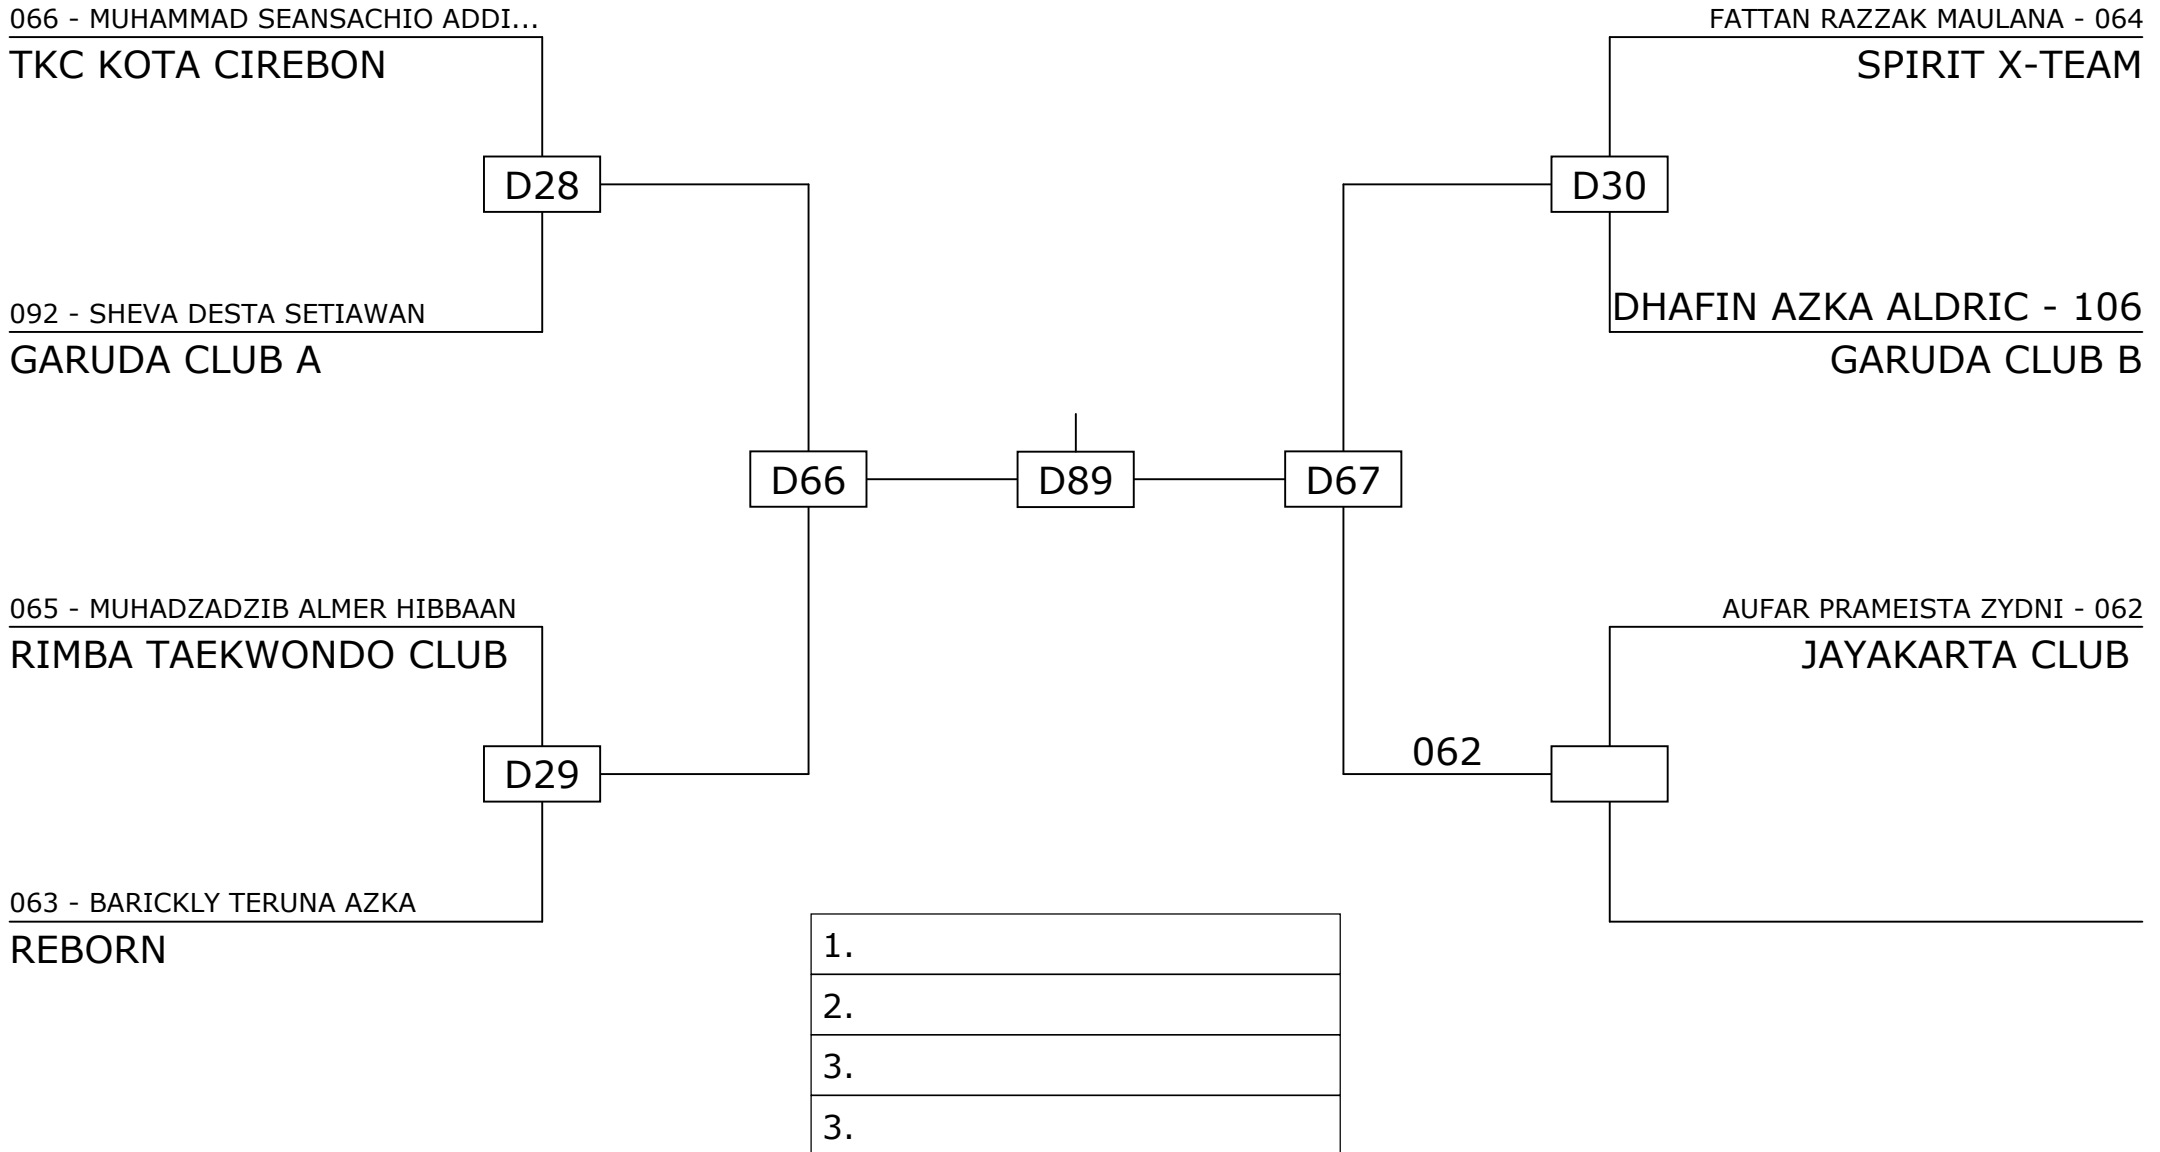 066 - MUHAMMAD SEANSACHIO ADDI...
TKC KOTA CIREBON
FATTAN RAZZAK MAULANA - 064
SPIRIT X-TEAM
D28
D30
092 - SHEVA DESTA SETIAWAN
GARUDA CLUB A
DHAFIN AZKA ALDRIC - 106
GARUDA CLUB B
D66
D89
D67
065 - MUHADZADZIB ALMER HIBBAAN
RIMBA TAEKWONDO CLUB
AUFAR PRAMEISTA ZYDNI - 062
JAYAKARTA CLUB
D29
062
063 - BARICKLY TERUNA AZKA
REBORN
1.
2.
3.
3.